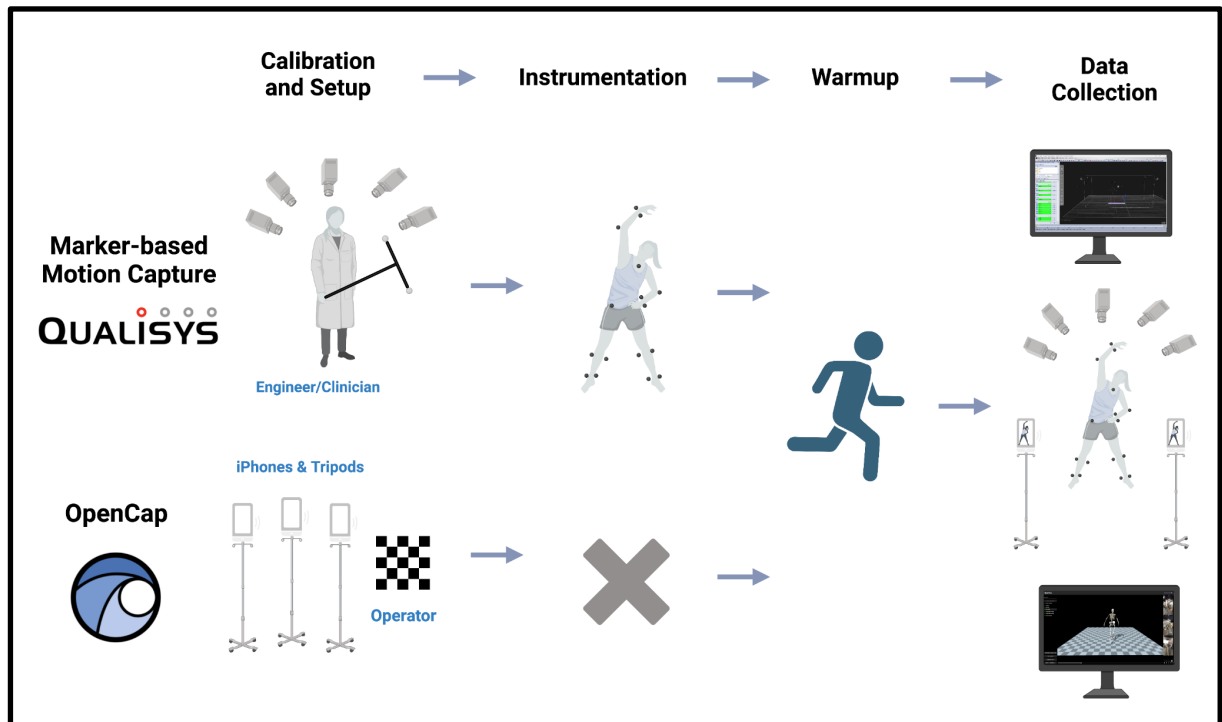 Calibration
and Setup
Instrumentation
Warmup
Data
Collection
Marker-based
Motion Capture
QUALISYS
Engineer/Clinician
iPhones & Tripods
OpenCap
Operator